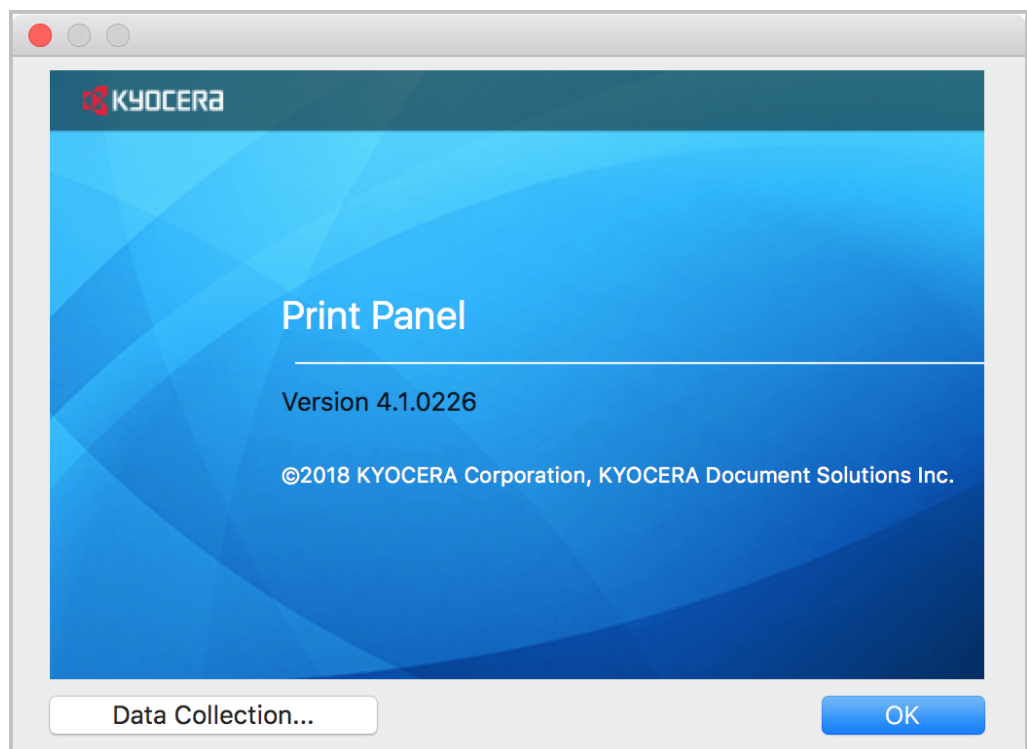 KYOCERA
Print Panel
Version 4.1.0226
©2018 KYOCERA Corporation, KYOCERA Document Solutions Inc.
Data Collection...
OK